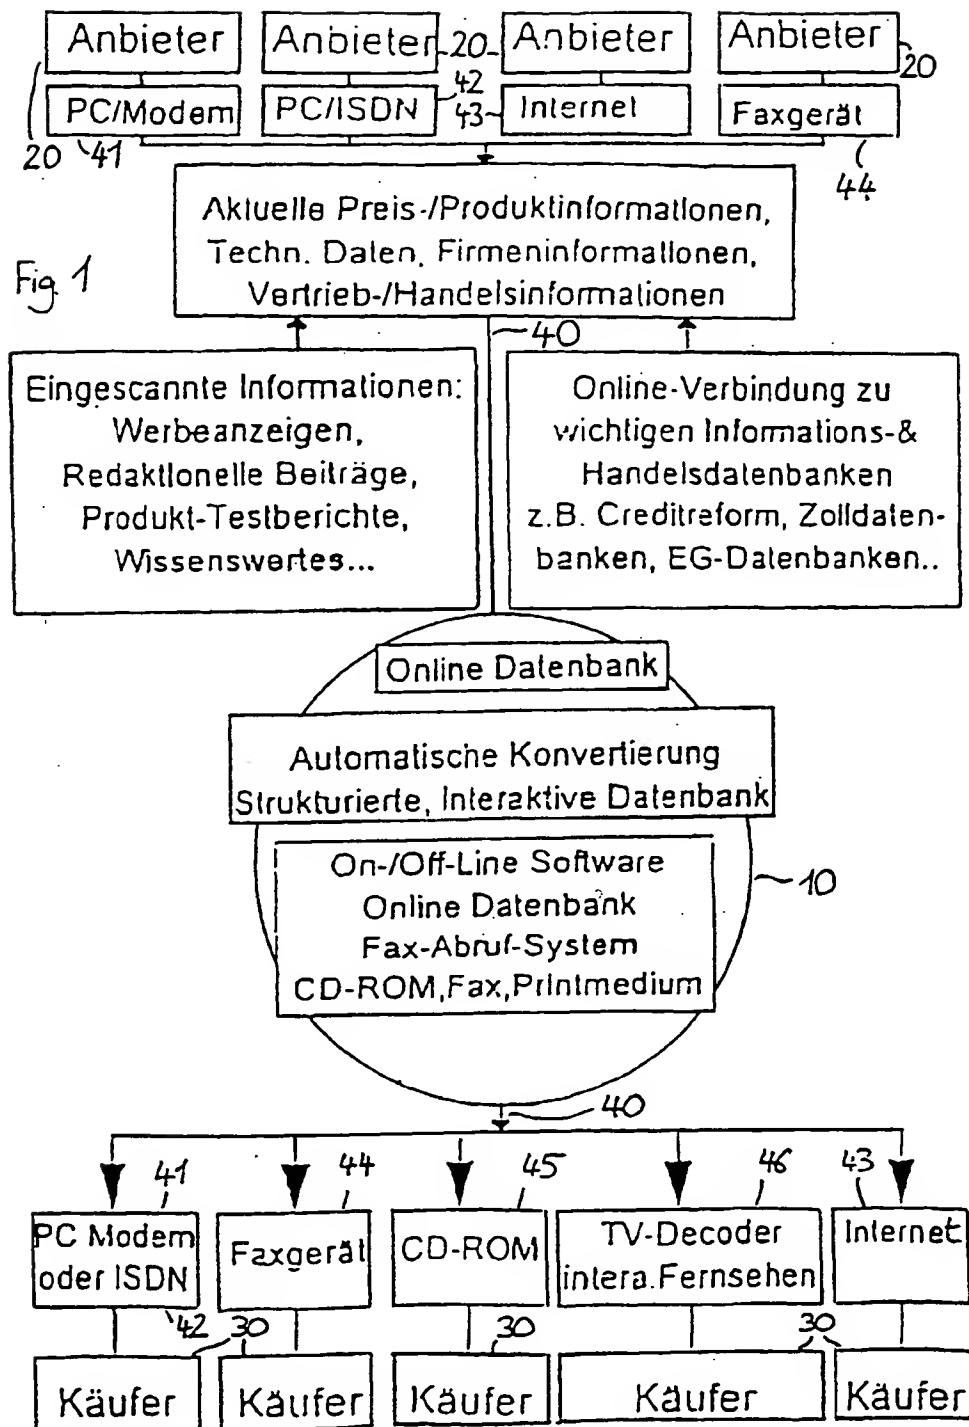 Anbieter
Anbieter
20
Anbieter
Anbieter
20
PC/Modem
PC/ISDN
42
43
Internet
Faxgerät
20
41
44
Aktuelle Preis-/Produktinformationen,
Techn. Daten, Firmeninformationen,
Vertrieb-/Handelsinformationen
Fig. 1
40
Eingescannte Informationen:
Werbeanzeigen,
Redaktionelle Beiträge,
Produkt-Testberichte,
Wissenswertes...
Online-Verbindung zu
wichtigen Informations-&
Handelsdatenbanken
z.B. Creditreform, Zolldaten-
banken, EG-Datenbanken..
Online Datenbank
Automatische Konvertierung
Strukturierte, Interaktive Datenbank
On-/Off-Line Software
Online Datenbank
Fax-Abruf-System
CD-ROM,Fax,Printmedium
10
40
41
44
45
46
43
PC Modem
oder ISDN
Faxgerät
CD-ROM
TV-Decoder
intera.Fernsehen
Internet
42
30
30
30
Käufer
Käufer
Käufer
Käufer
Käufer